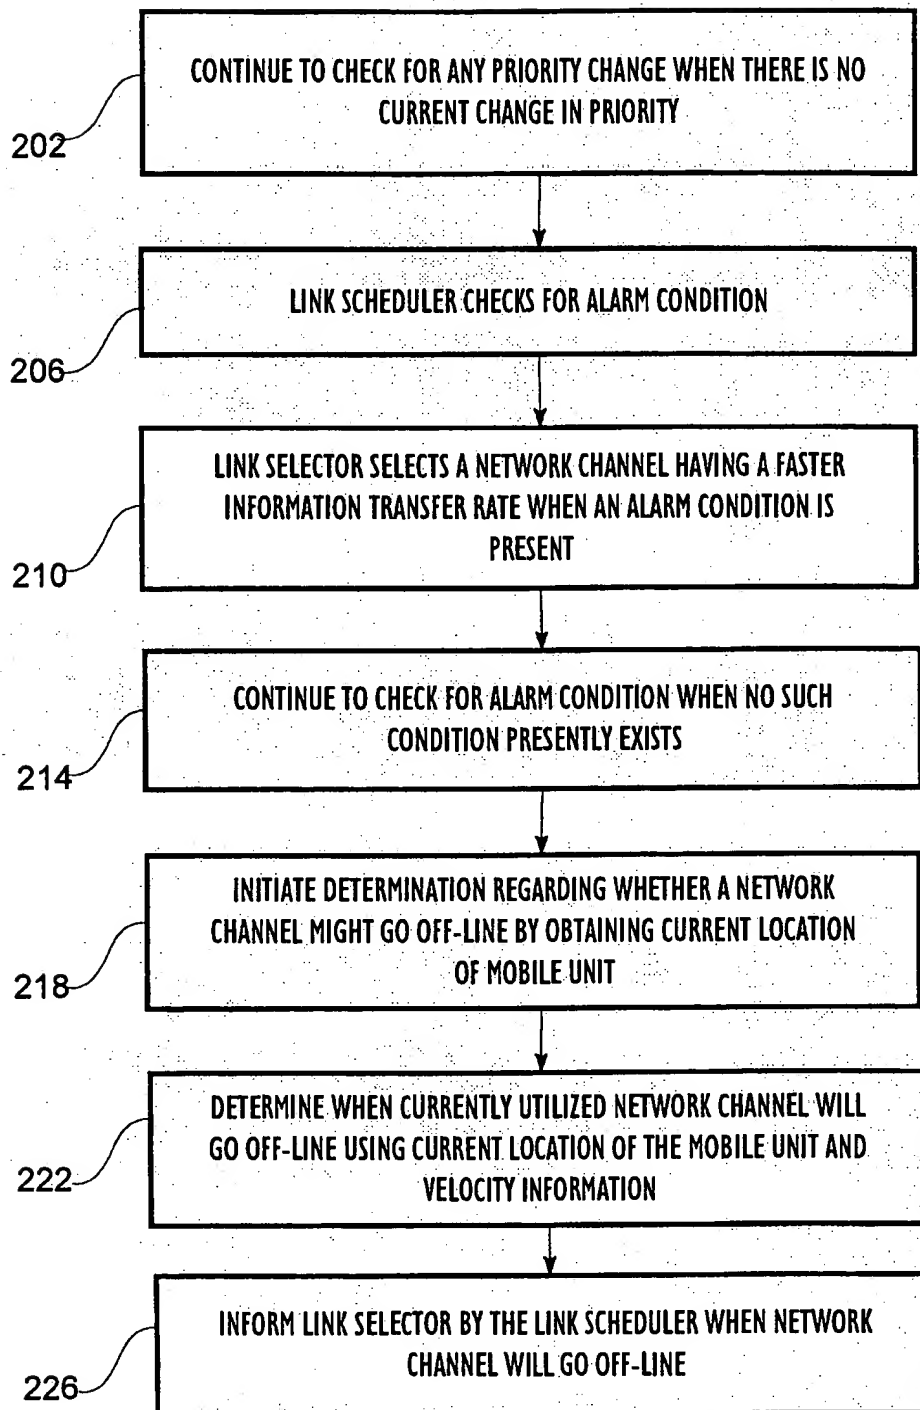 CONTINUE TO CHECK FOR ANY PRIORITY CHANGE WHEN THERE IS NO
CURRENT CHANGE IN PRIORITY
202
LINK SCHEDULER CHECKS FOR ALARM CONDITION
206
LINK SELECTOR SELECTS A NETWORK CHANNEL HAVING A FASTER
INFORMATION TRANSFER RATE WHEN AN ALARM CONDITION IS
PRESENT
210
CONTINUE TO CHECK FOR ALARM CONDITION WHEN NO SUCH
CONDITION PRESENTLY EXISTS
214
INITIATE DETERMINATION REGARDING WHETHER A NETWORK
CHANNEL MIGHT GO OFF-LINE BY OBTAINING CURRENT LOCATION
OF MOBILE UNIT
218
DETERMINE WHEN CURRENTLY UTILIZED NETWORK CHANNEL WILL
GO OFF-LINE USING CURRENT LOCATION OF THE MOBILE UNIT AND
VELOCITY INFORMATION
222
INFORM LINK SELECTOR BY THE LINK SCHEDULER WHEN NETWORK
CHANNEL WILL GO OFF-LINE
226